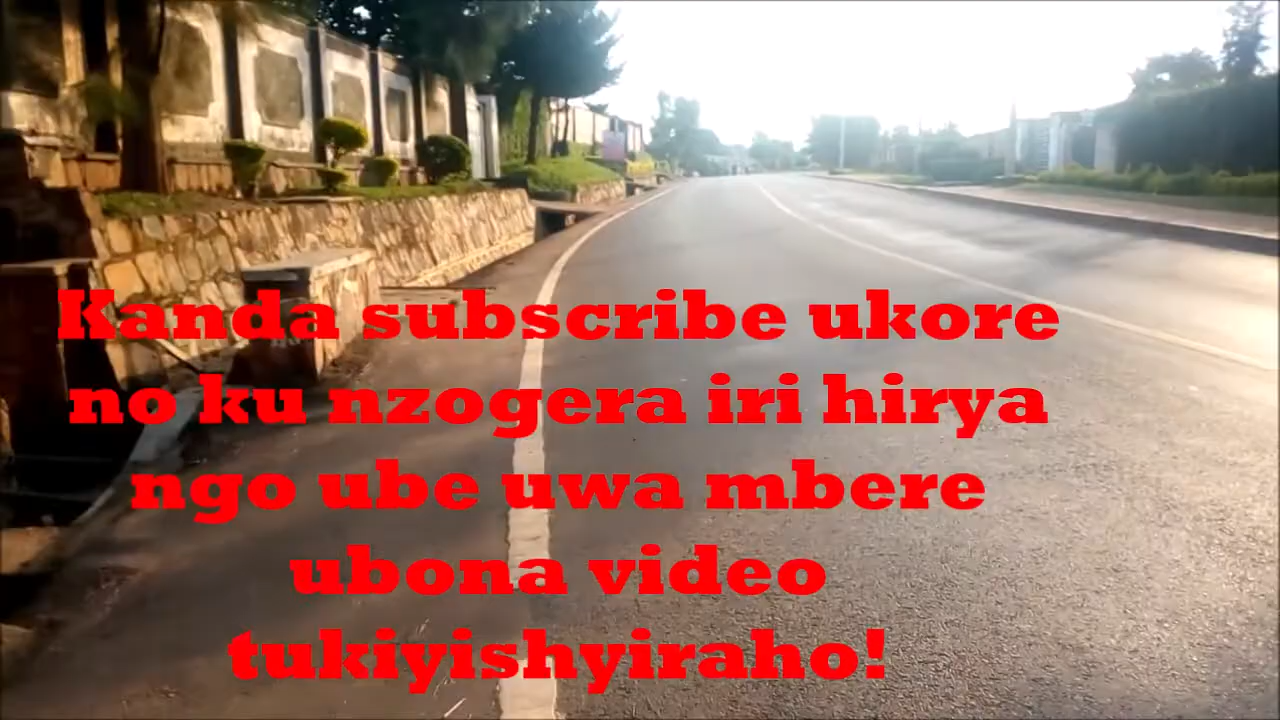 Kanda subscribe ukore
no ku nzogera iri hirya
ngo ube uwa mbere
ubona video
tukiyishyiraho!